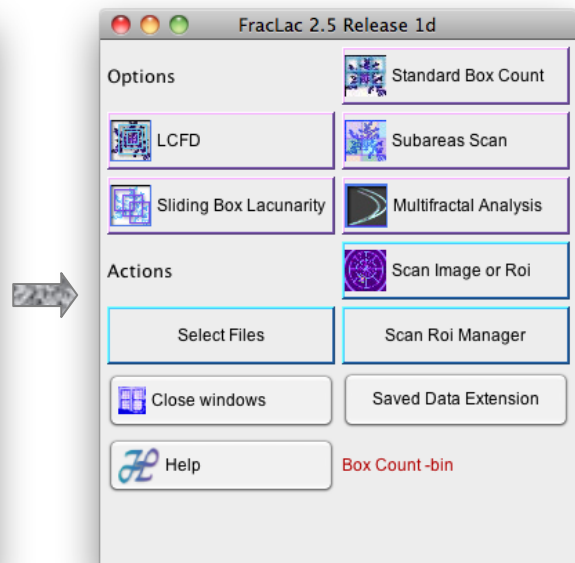 FracLac 2.5 Release 1d
Options
Standard Box Count
LCFD
Subareas Scan
Sliding Box Lacunarity
Multifractal Analysis
Actions
Scan Image or Roi
Select Files
Scan Roi Manager
Close windows
Saved Data Extension
Help
Box Count -bin